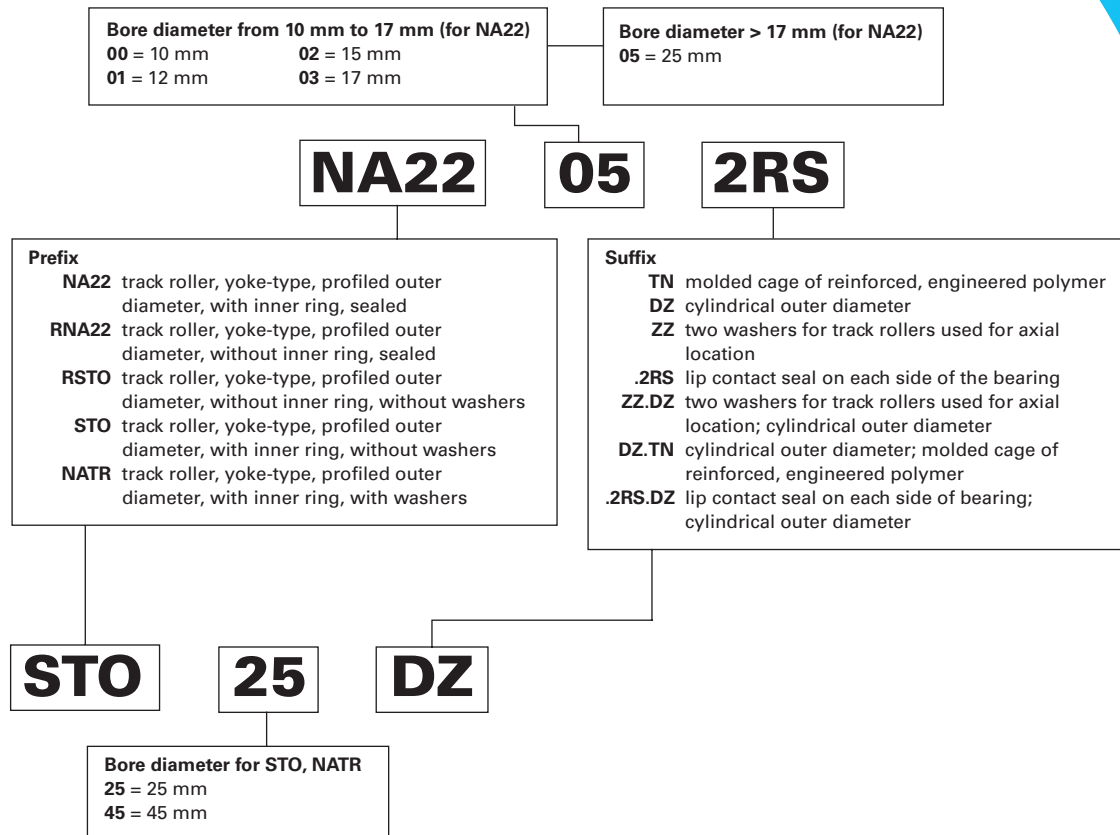 Bore diameter from 10 mm to 17 mm (for NA22)
00 = 10 mm 02 = 15 mm
01 = 12 mm 03 = 17 mm
Bore diameter > 17 mm (for NA22)
05 = 25 mm
NA22 05 2RS
Prefix
NA22 track roller, yoke-type, profiled outer
diameter, with inner ring, sealed
RNA22 track roller, yoke-type, profiled outer
diameter, without inner ring, sealed
RSTO track roller, yoke-type, profiled outer
diameter, without inner ring, without washers
STO track roller, yoke-type, profiled outer
diameter, with inner ring, without washers
NATR track roller, yoke-type, profiled outer
diameter, with inner ring, with washers
Suffix
TN molded cage of reinforced, engineered polymer
DZ cylindrical outer diameter
ZZ two washers for track rollers used for axial
location
.2RS lip contact seal on each side of the bearing
ZZ.DZ two washers for track rollers used for axial
location; cylindrical outer diameter
DZ.TN cylindrical outer diameter; molded cage of
reinforced, engineered polymer
.2RS.DZ lip contact seal on each side of bearing;
cylindrical outer diameter
STO 25 DZ
Bore diameter for STO, NATR
25 = 25 mm
45 = 45 mm